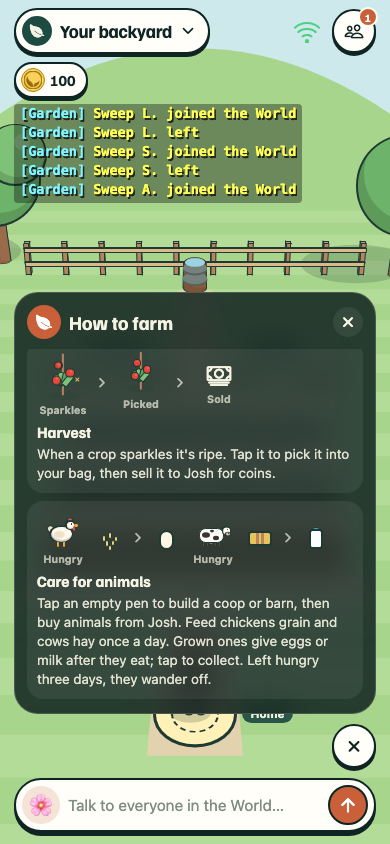 Your backyard
1
100
[Garden] Sweep L. joined the World
[Garden] Sweep L. left
[Garden] Sweep S. joined the World
[Garden] Sweep S. left
[Garden] Sweep A. joined the World
How to farm
Sparkles
Picked
Sold
Harvest
When a crop sparkles it's ripe. Tap it to pick it into
your bag, then sell it to Josh for coins.
Hungry
Hungry
Care for animals
Tap an empty pen to build a coop or barn, then
buy animals from Josh. Feed chickens grain and
cows hay once a day. Grown ones give eggs or
milk after they eat; tap to collect. Left hungry
three days, they wander off.
Home
Talk to everyone in the World...